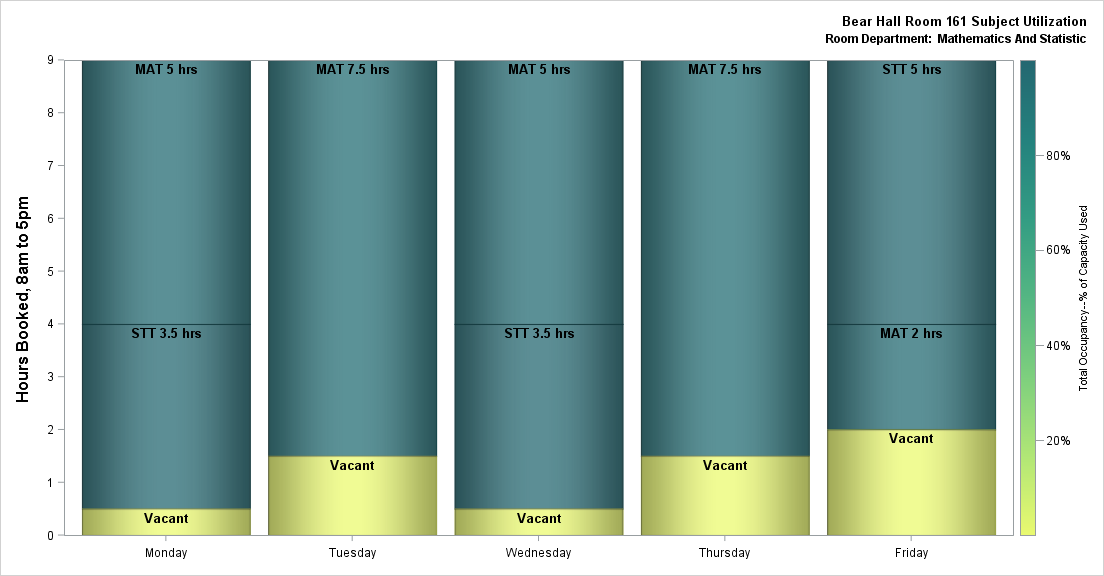 Bear Hall Room 161 Subject Utilization
Room Department: Mathematics And Statistic
Hours Booked, 8am to 5pm
9
8
7
6
5
4
3
2
1
0
MAT 5 hrs
STT 3.5 hrs
Vacant
MAT 7.5 hrs
Vacant
MAT 5 hrs
STT 3.5 hrs
Vacant
MAT 7.5 hrs
Vacant
STT 5 hrs
MAT 2 hrs
Vacant
Monday
Tuesday
Wednesday
Thursday
Friday
80%
60%
40%
20%
Total Occupancy--% of Capacity Used